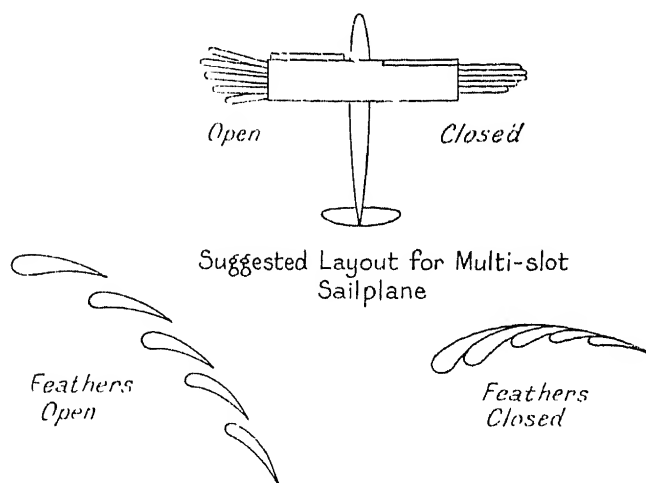 Open
Closed
Suggested Layout for Multi-slot
Sailplane
Feathers
Open
Feathers
Closed